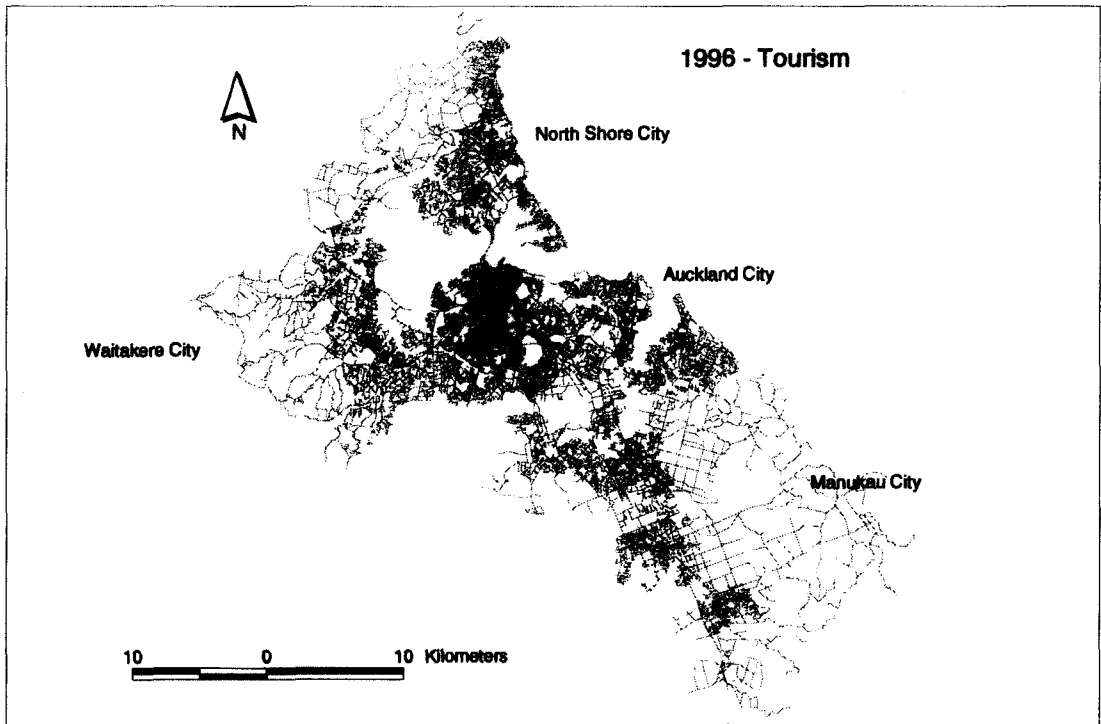 1996 - Tourism
N
North Shore City
Auckland City
Waitakere City
Manukau City
10 0 10 Kilometers